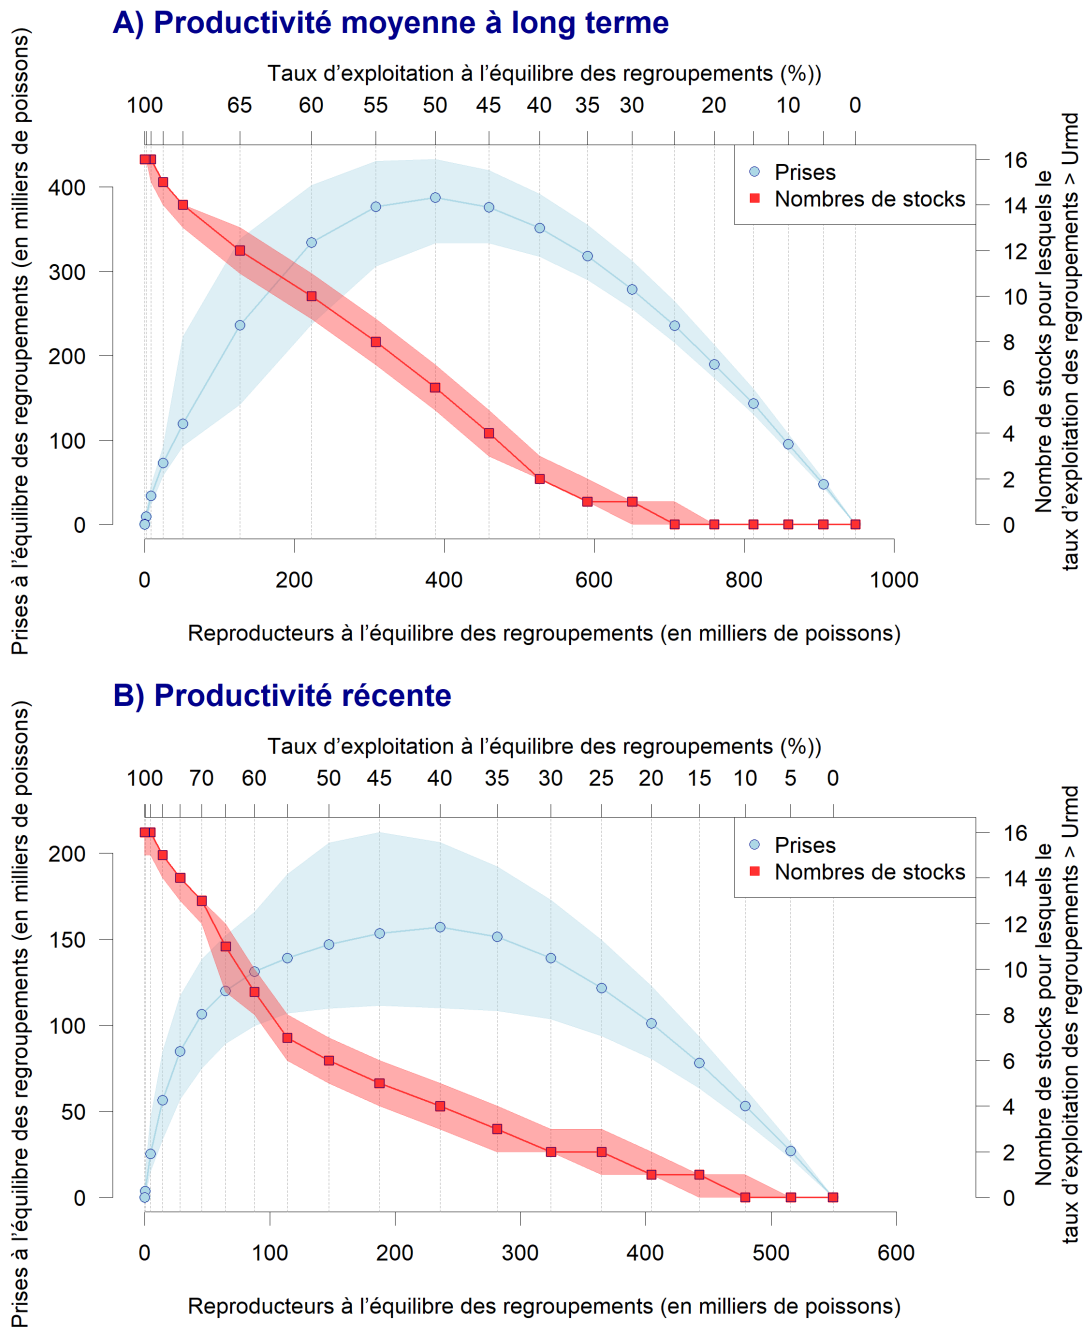 A) Productivité moyenne à long terme
Taux d’exploitation à l’équilibre des regroupements (%))
100 65 60 55 50 45 40 35 30 20 10 0
Prises à l’équilibre des regroupements (en milliers de poissons)
400
300
200
100
0
Prises
Nombres de stocks
16
14
12
10
8
6
4
2
0
Nombre de stocks pour lesquels le
taux d’exploitation des regroupements > Urmd
0 200 400 600 800 1000
Reproducteurs à l’équilibre des regroupements (en milliers de poissons)
B) Productivité récente
Taux d’exploitation à l’équilibre des regroupements (%))
100 70 60 50 45 40 35 30 25 20 15 10 5 0
Prises à l’équilibre des regroupements (en milliers de poissons)
200
150
100
50
0
Prises
Nombres de stocks
16
14
12
10
8
6
4
2
0
Nombre de stocks pour lesquels le
taux d’exploitation des regroupements > Urmd
0 100 200 300 400 500 600
Reproducteurs à l’équilibre des regroupements (en milliers de poissons)